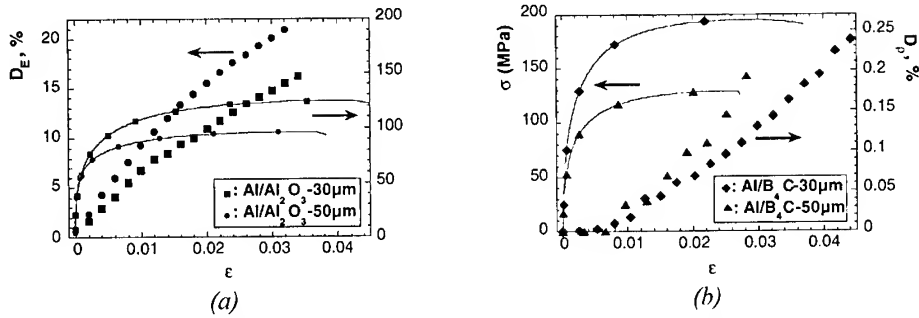 20
15
10
5
0
D_E, %
200
150
100
50
0
0 0.01 0.02 0.03 0.04
ε
: Al/Al₂O₃-30µm
: Al/Al₂O₃-50µm
(a)
200
150
100
50
0
σ (MPa)
0.25
0.2
0.15
0.1
0.05
0
D_ρ, %
0 0.01 0.02 0.03 0.04
ε
: Al/B₄C-30µm
: Al/B₄C-50µm
(b)